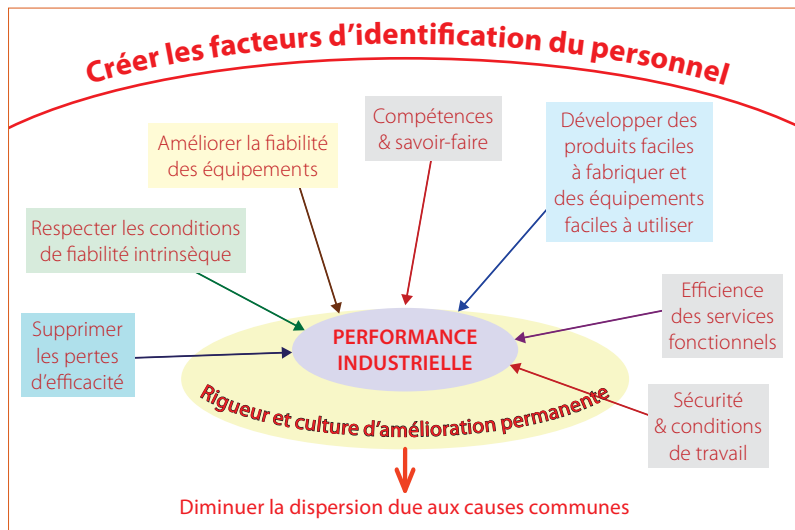 Créer les facteurs d’identification du personnel
Compétences
& savoir-faire
Développer des
produits faciles
à fabriquer et
des équipements
faciles à utiliser
Améliorer la fiabilité
des équipements
Respecter les conditions
de fiabilité intrinsèque
Efficience
des services
fonctionnels
Supprimer
les pertes
d’efficacité
PERFORMANCE
INDUSTRIELLE
Sécurité
& conditions
de travail
Rigueur et culture d’amélioration permanente
Diminuer la dispersion due aux causes communes